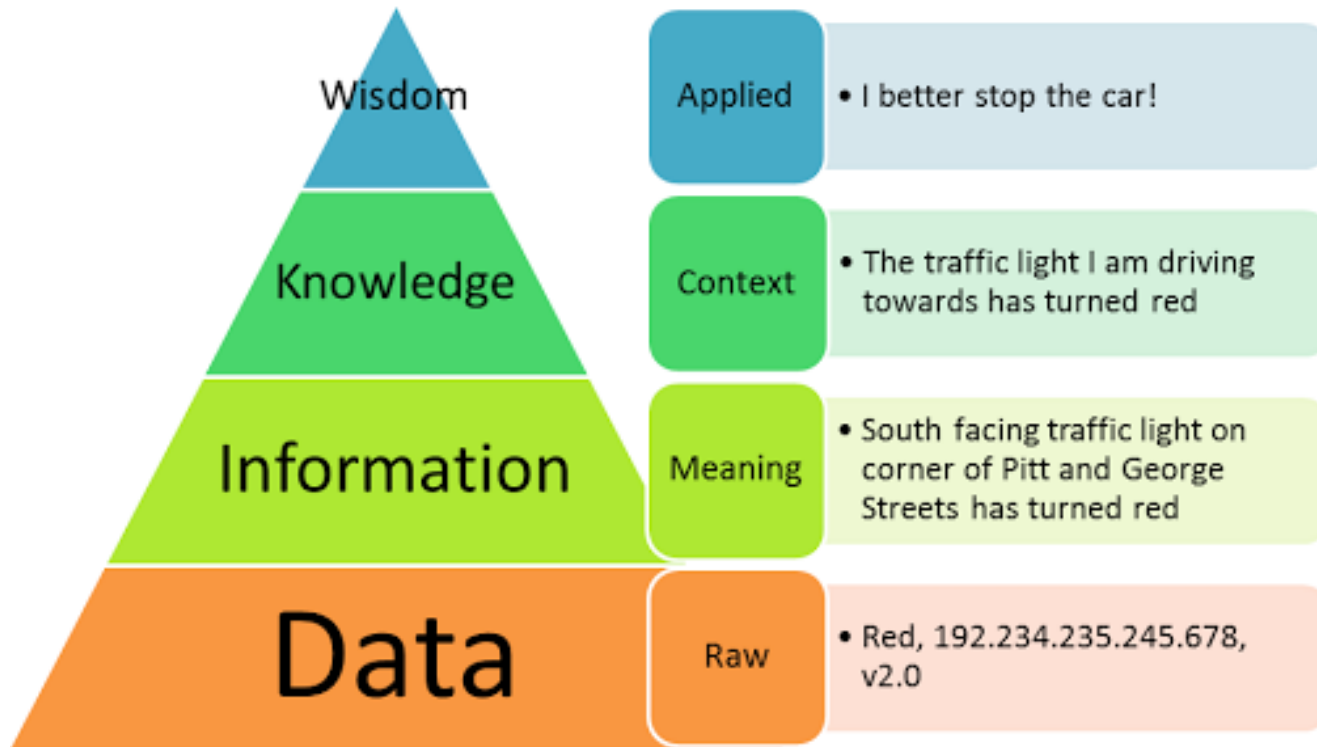 Wisdom
Applied
• I better stop the car!
Knowledge
Context
• The traffic light I am driving
towards has turned red
Information
Meaning
• South facing traffic light on
corner of Pitt and George
Streets has turned red
Data
Raw
• Red, 192.234.235.245.678,
v2.0